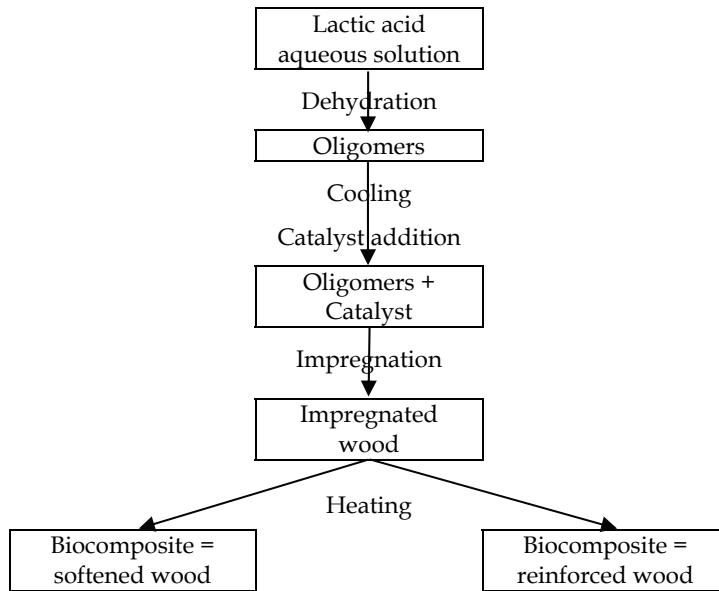 Lactic acid
aqueous solution
Dehydration
Oligomers
Cooling
Catalyst addition
Oligomers +
Catalyst
Impregnation
Impregnated
wood
Heating
Biocomposite =
softened wood
Biocomposite =
reinforced wood